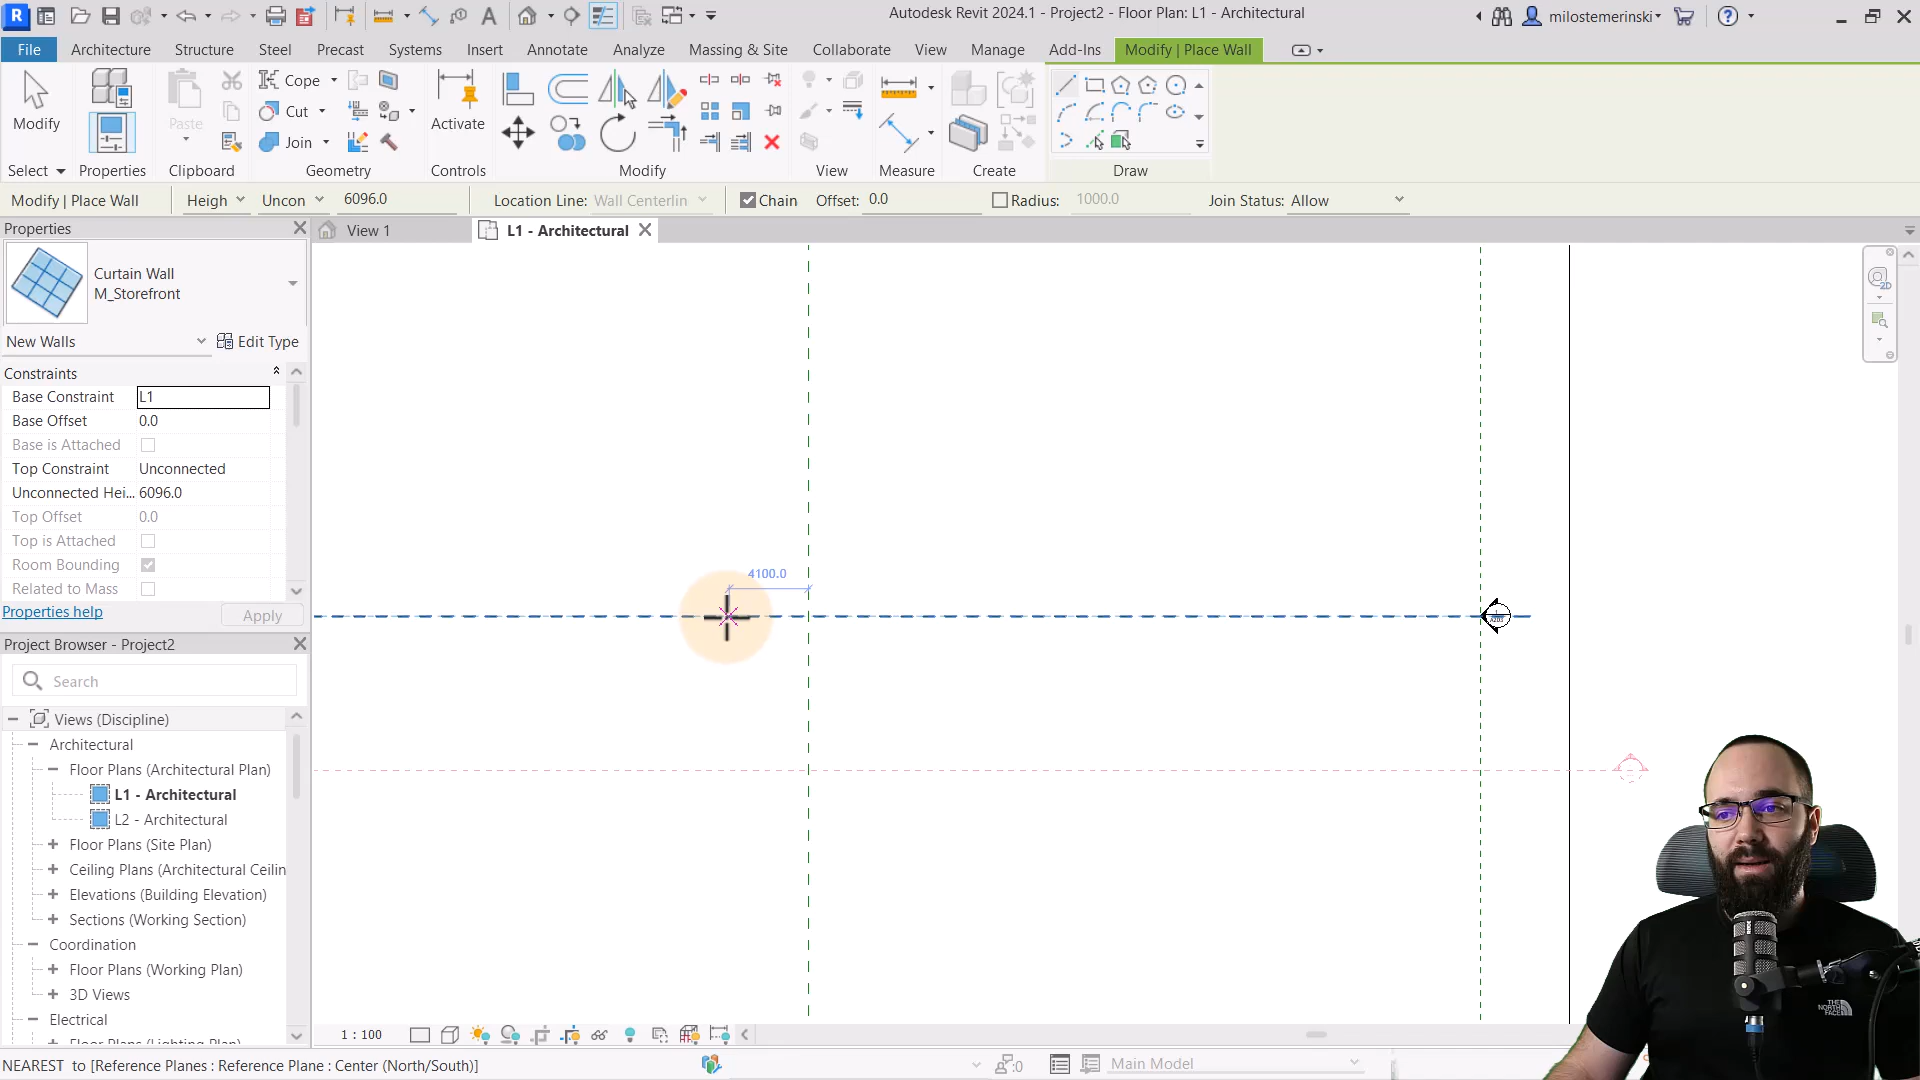 Autodesk Revit 2024.1 - Project2 - Floor Plan: L1 - Architectural
milostemerinski
File Architecture Structure Steel Precast Systems Insert Annotate Analyze Massing & Site Collaborate View Manage Add-Ins Modify | Place Wall
Modify
Paste
Cope
Cut
Join
Activate
Select Properties Clipboard Geometry Controls Modify View Measure Create Draw
Modify | Place Wall Heigh Uncon 6096.0 Location Line: Wall Centerlin Chain Offset: 0.0 Radius: 1000.0 Join Status: Allow
Properties
View 1
L1 - Architectural
Curtain Wall
M_Storefront
New Walls
Edit Type
Constraints
Base Constraint L1
Base Offset 0.0
Base is Attached
Top Constraint Unconnected
Unconnected Hei... 6096.0
Top Offset 0.0
Top is Attached
Room Bounding
Related to Mass
Properties help
Apply
4100.0
Project Browser - Project2
Search
Views (Discipline)
Architectural
Floor Plans (Architectural Plan)
L1 - Architectural
L2 - Architectural
Floor Plans (Site Plan)
Ceiling Plans (Architectural Ceilin
Elevations (Building Elevation)
Sections (Working Section)
Coordination
Floor Plans (Working Plan)
3D Views
Electrical
Floor Plans (Lighting Plan)
1 : 100
NEAREST to [Reference Planes : Reference Plane : Center (North/South)]
:0
Main Model
THE
NORTH
FACE